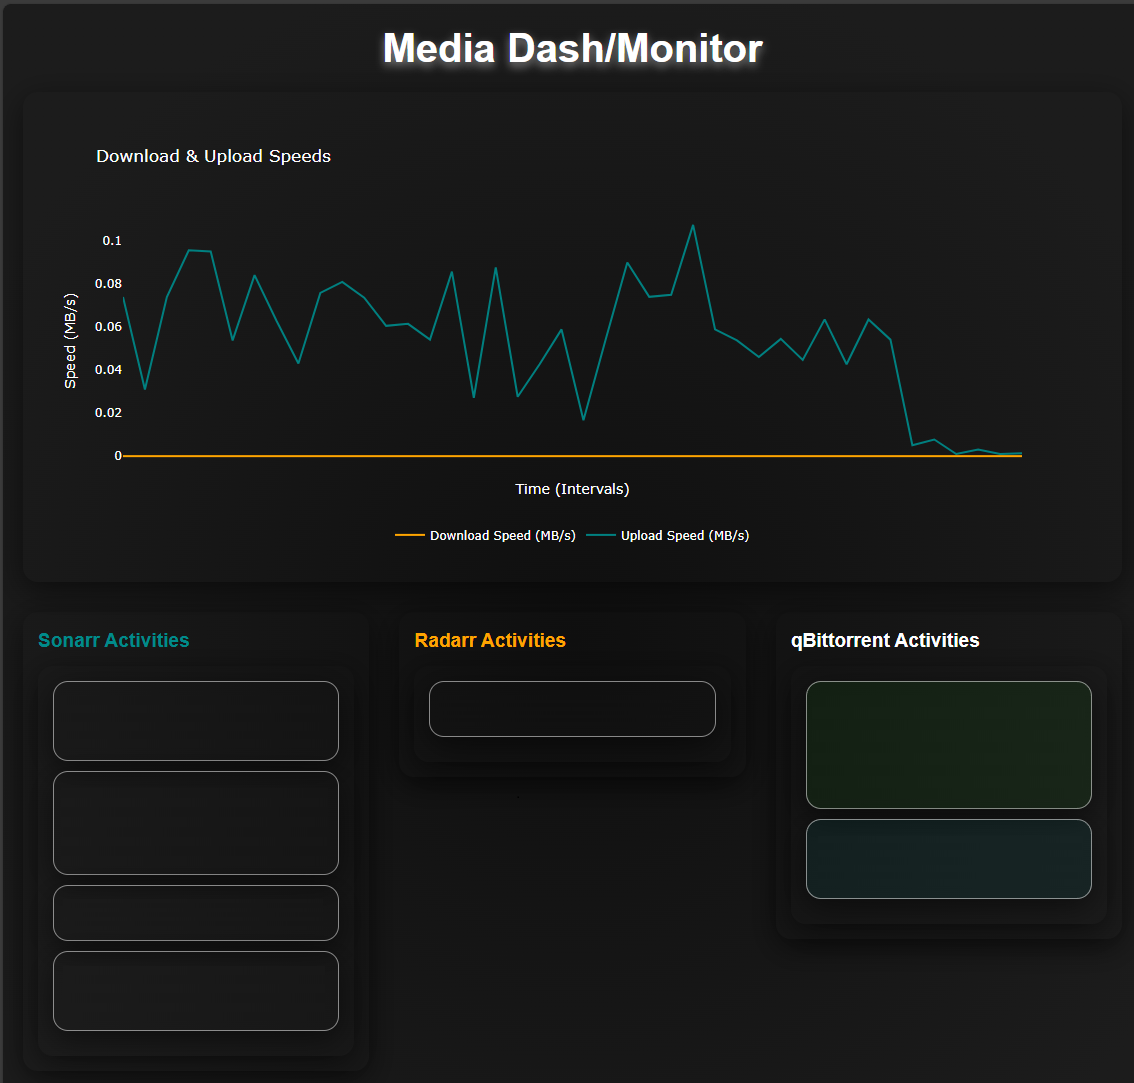 Media Dash/Monitor
Download & Upload Speeds
0.1
0.08
0.06
0.04
0.02
0
Speed (MB/s)
Time (Intervals)
Download Speed (MB/s) Upload Speed (MB/s)
Sonarr Activities
Radarr Activities
qBittorrent Activities